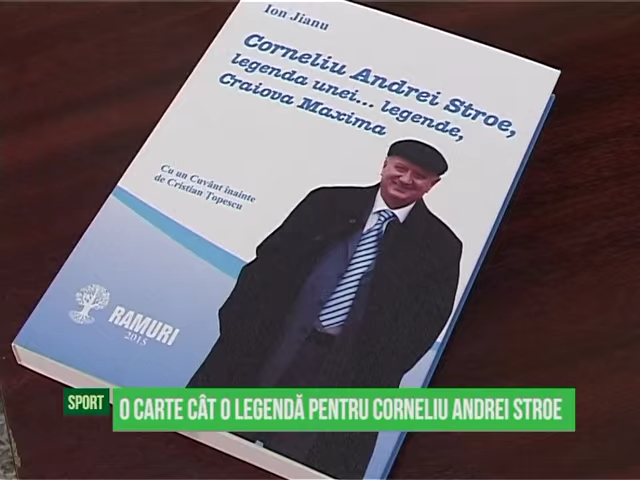 Ion Jianu
Corneliu Andrei Stroe,
legenda unei... legende,
Craiova Maxima
Cu un Cuvânt înainte
de Cristian Țopescu
RAMURI
2015
SPORT
O CARTE CÂT O LEGENDĂ PENTRU CORNELIU ANDREI STROE